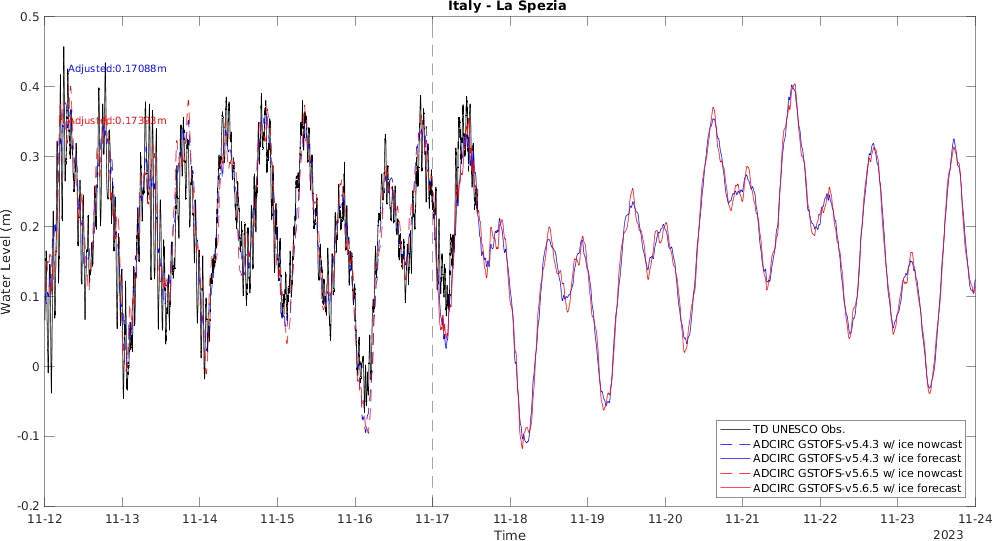 Italy - La Spezia
0.5
0.4
0.3
0.2
0.1
0
-0.1
-0.2
Water Level (m)
Adjusted:0.17088m
TD UNESCO Obs.
ADCIRC GSTOFS-v5.4.3 w/ ice nowcast
ADCIRC GSTOFS-v5.4.3 w/ ice forecast
ADCIRC GSTOFS-v5.6.5 w/ ice nowcast
ADCIRC GSTOFS-v5.6.5 w/ ice forecast
11-12 11-13 11-14 11-15 11-16 11-17 11-18 11-19 11-20 11-21 11-22 11-23 11-24
Time
2023